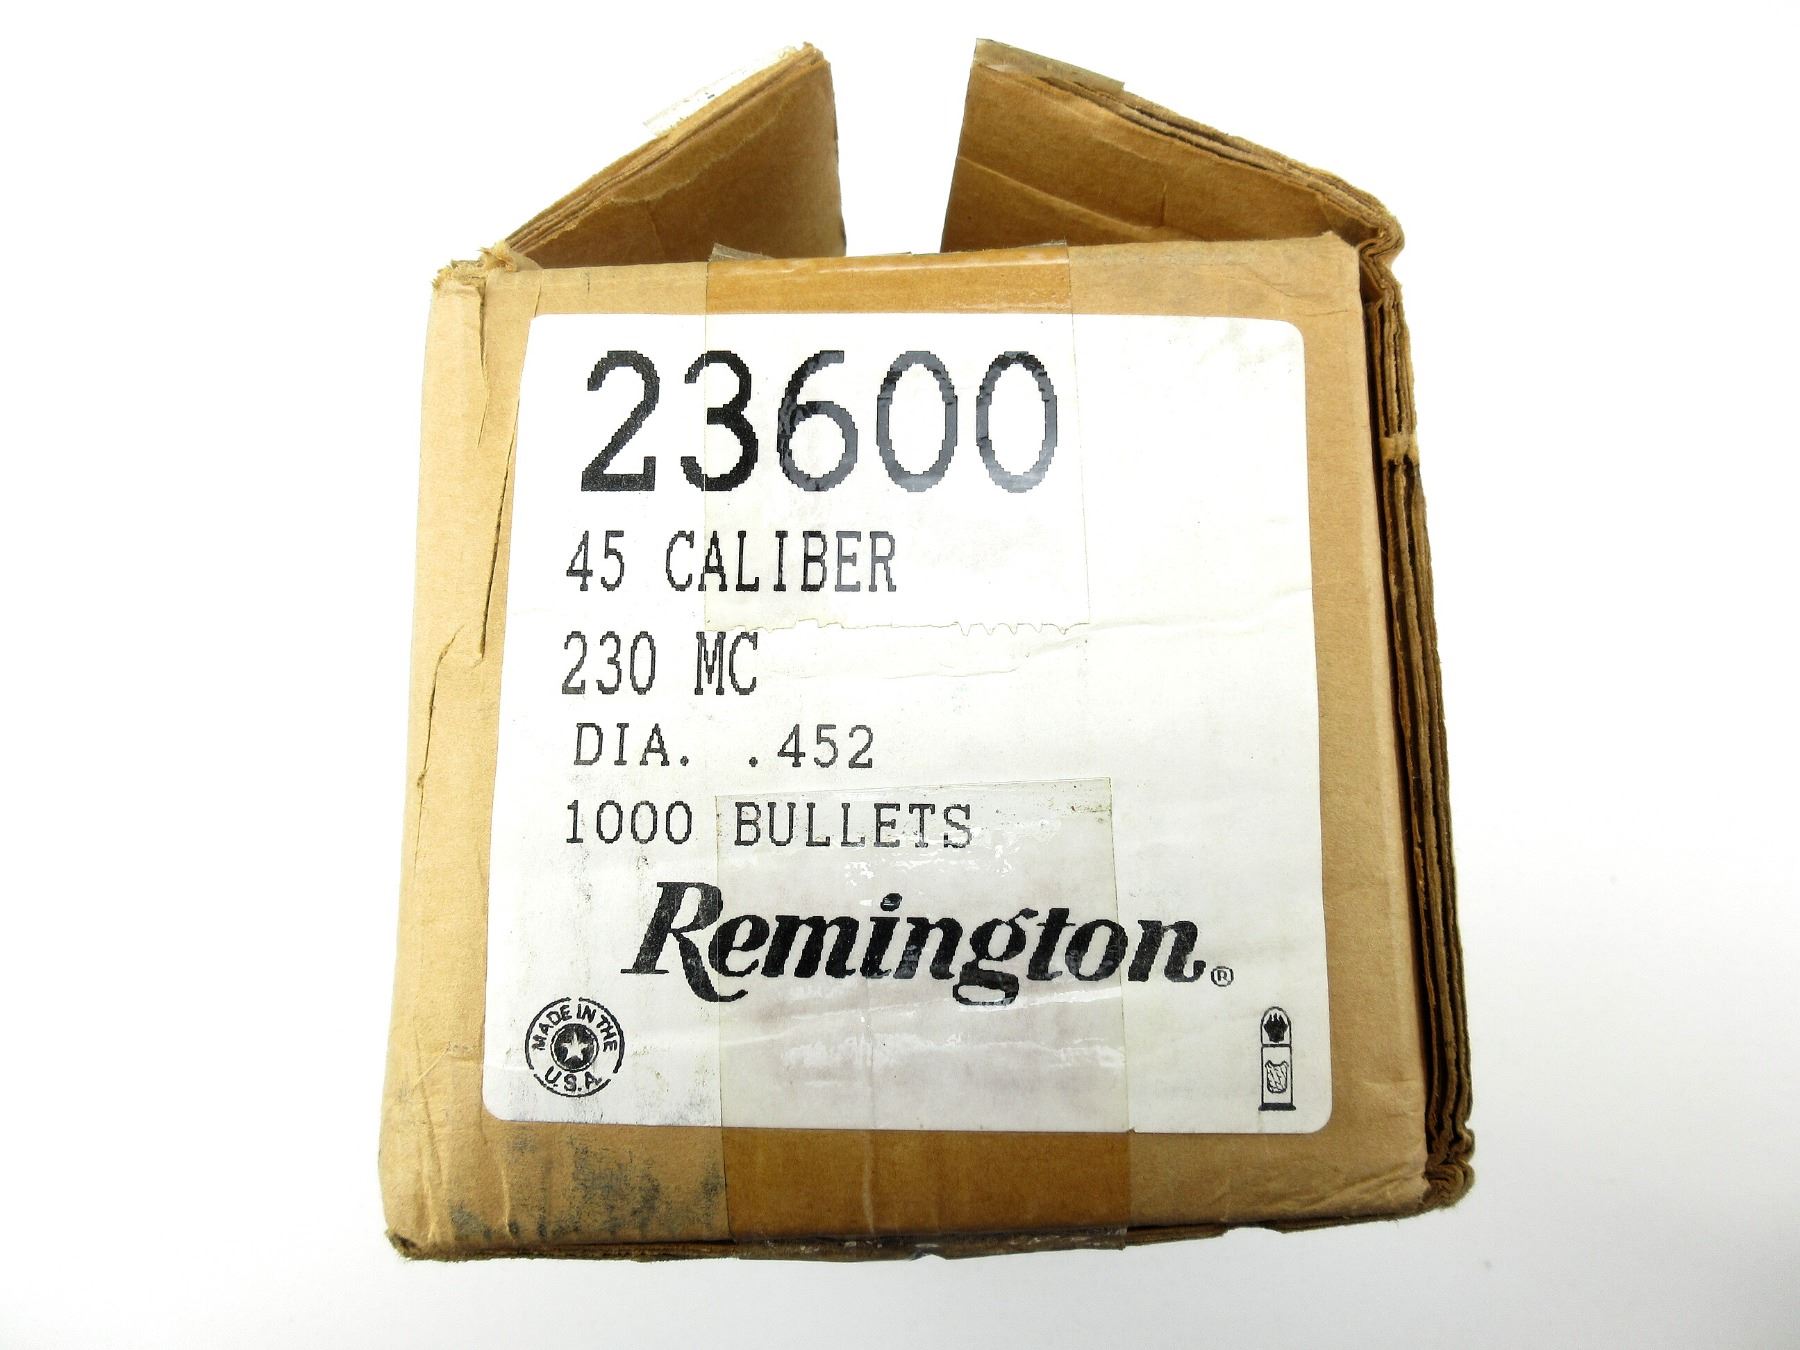 23600
45 CALIBER
230 MC
DIA. .452
1000 BULLETS
Remington®
MADE IN THE
U.S.A.